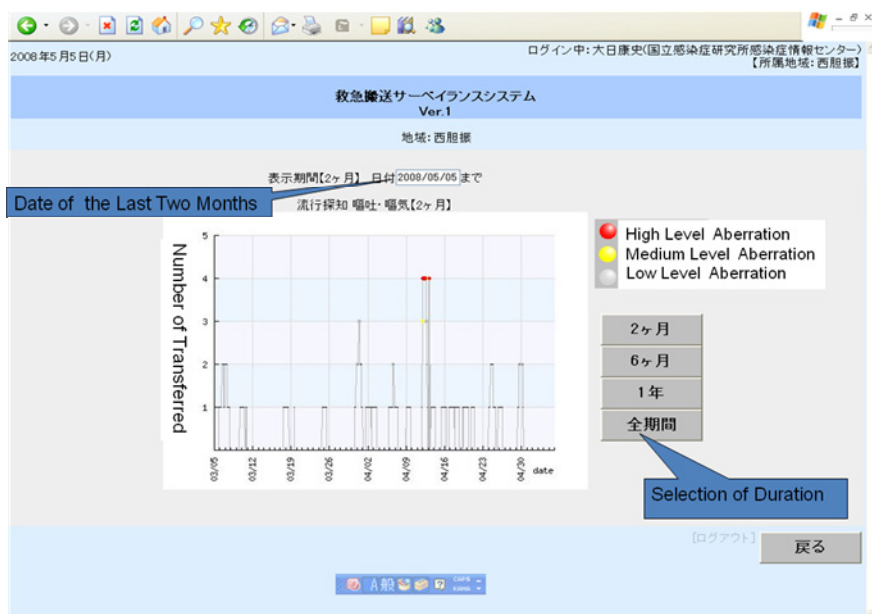 2008年5月5日(月)
ログイン中:大日康史(国立感染症研究所感染症情報センター)
【所属地域:西胆振】
救急搬送サーベイランスシステム
Ver.1
地域:西胆振
表示期間【2ヶ月】 日付 2008/05/05 まで
Date of the Last Two Months
流行探知 嘔吐・嘔気【2ヶ月】
Number of Transferred
5
4
3
2
1
03/05
03/12
03/19
03/26
04/02
04/09
04/16
04/23
04/30
date
High Level Aberration
Medium Level Aberration
Low Level Aberration
2ヶ月
6ヶ月
1年
全期間
Selection of Duration
[ログアウト]
戻る
A 般
CAPS
KANA